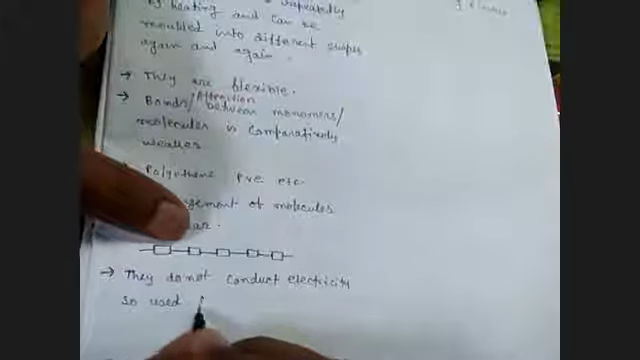 by heating and can be
remoulded into different shapes
again and again.
→ They are flexible.
→ Bonds/Attraction between monomers/
molecules is comparatively
weaker
Polythene PVC etc.
of molecules
→ They do not conduct electricity
so used